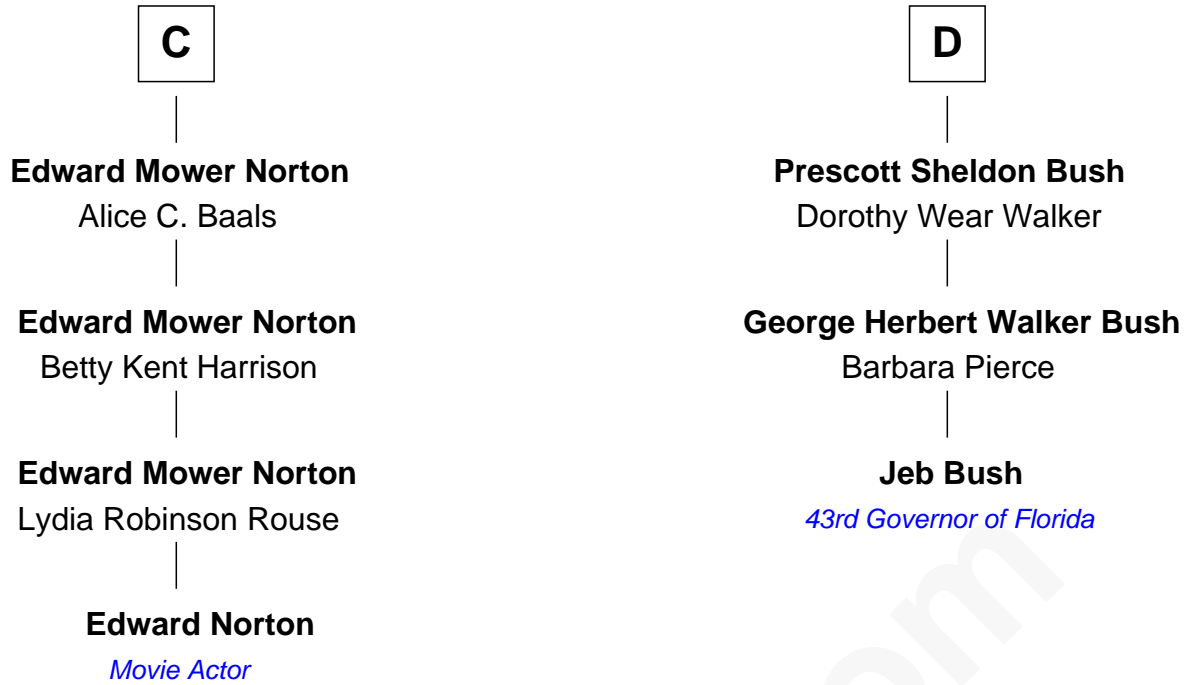 C
Edward Mower Norton
Alice C. Baals
Edward Mower Norton
Betty Kent Harrison
Edward Mower Norton
Lydia Robinson Rouse
Edward Norton
Movie Actor
D
Prescott Sheldon Bush
Dorothy Wear Walker
George Herbert Walker Bush
Barbara Pierce
Jeb Bush
43rd Governor of Florida
om